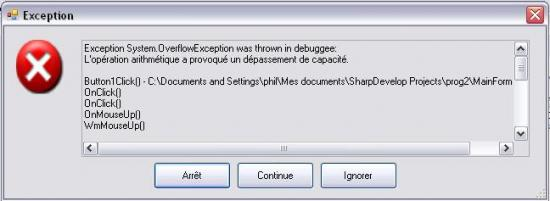 Exception
Exception System.OverflowException was thrown in debuggee:
L'opération arithmétique a provoqué un dépassement de capacité.
Button1Click() - C:\Documents and Settings\phil\Mes documents\SharpDevelop Projects\prog2\MainForm
OnClick()
OnClick()
OnMouseUp()
WmMouseUp()
Arrêt
Continue
Ignorer